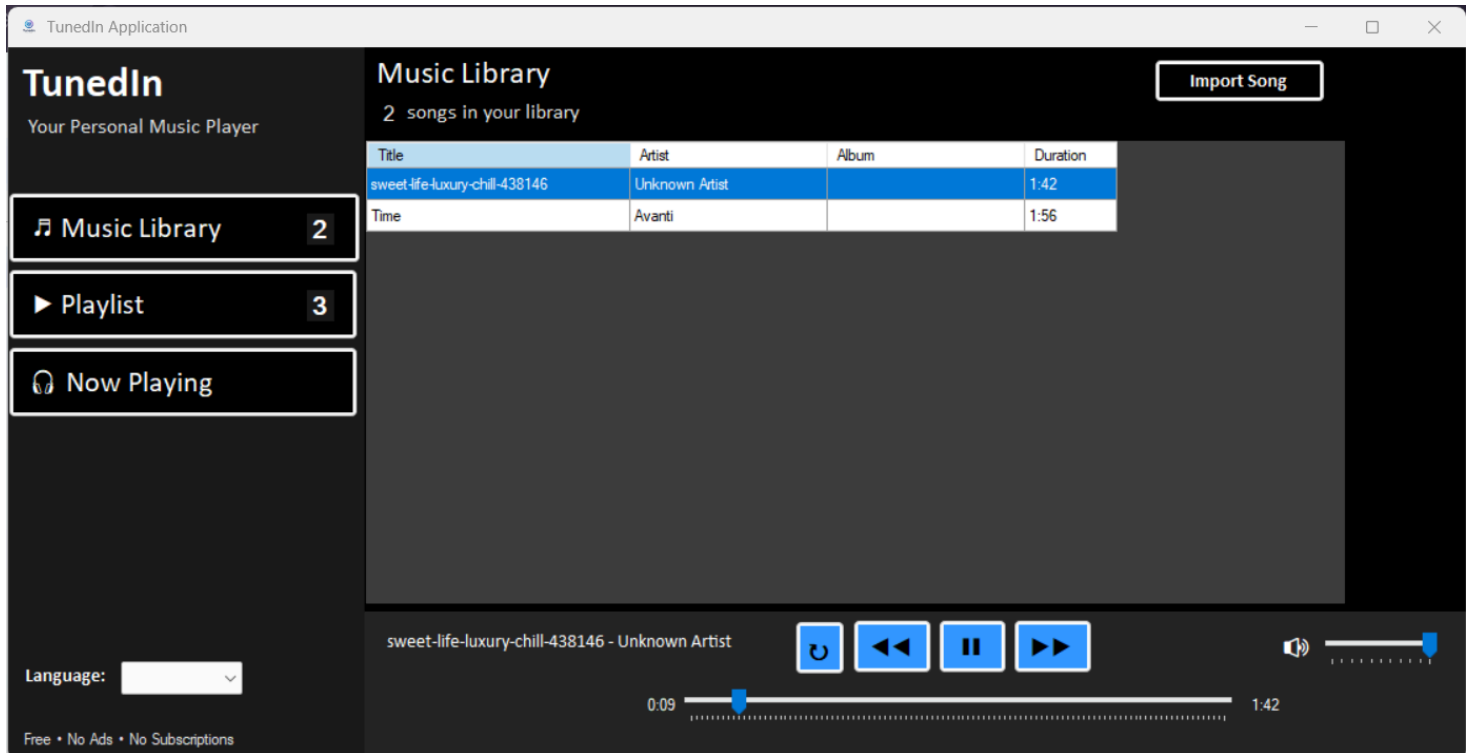 TunedIn Application
TunedIn
Your Personal Music Player
Music Library 2
Playlist 3
Now Playing
Language:
Free • No Ads • No Subscriptions
Music Library
2 songs in your library
Import Song
Title Artist Album Duration
sweet-life-luxury-chill-438146 Unknown Artist 1:42
Time Avanti 1:56
sweet-life-luxury-chill-438146 - Unknown Artist
0:09 1:42